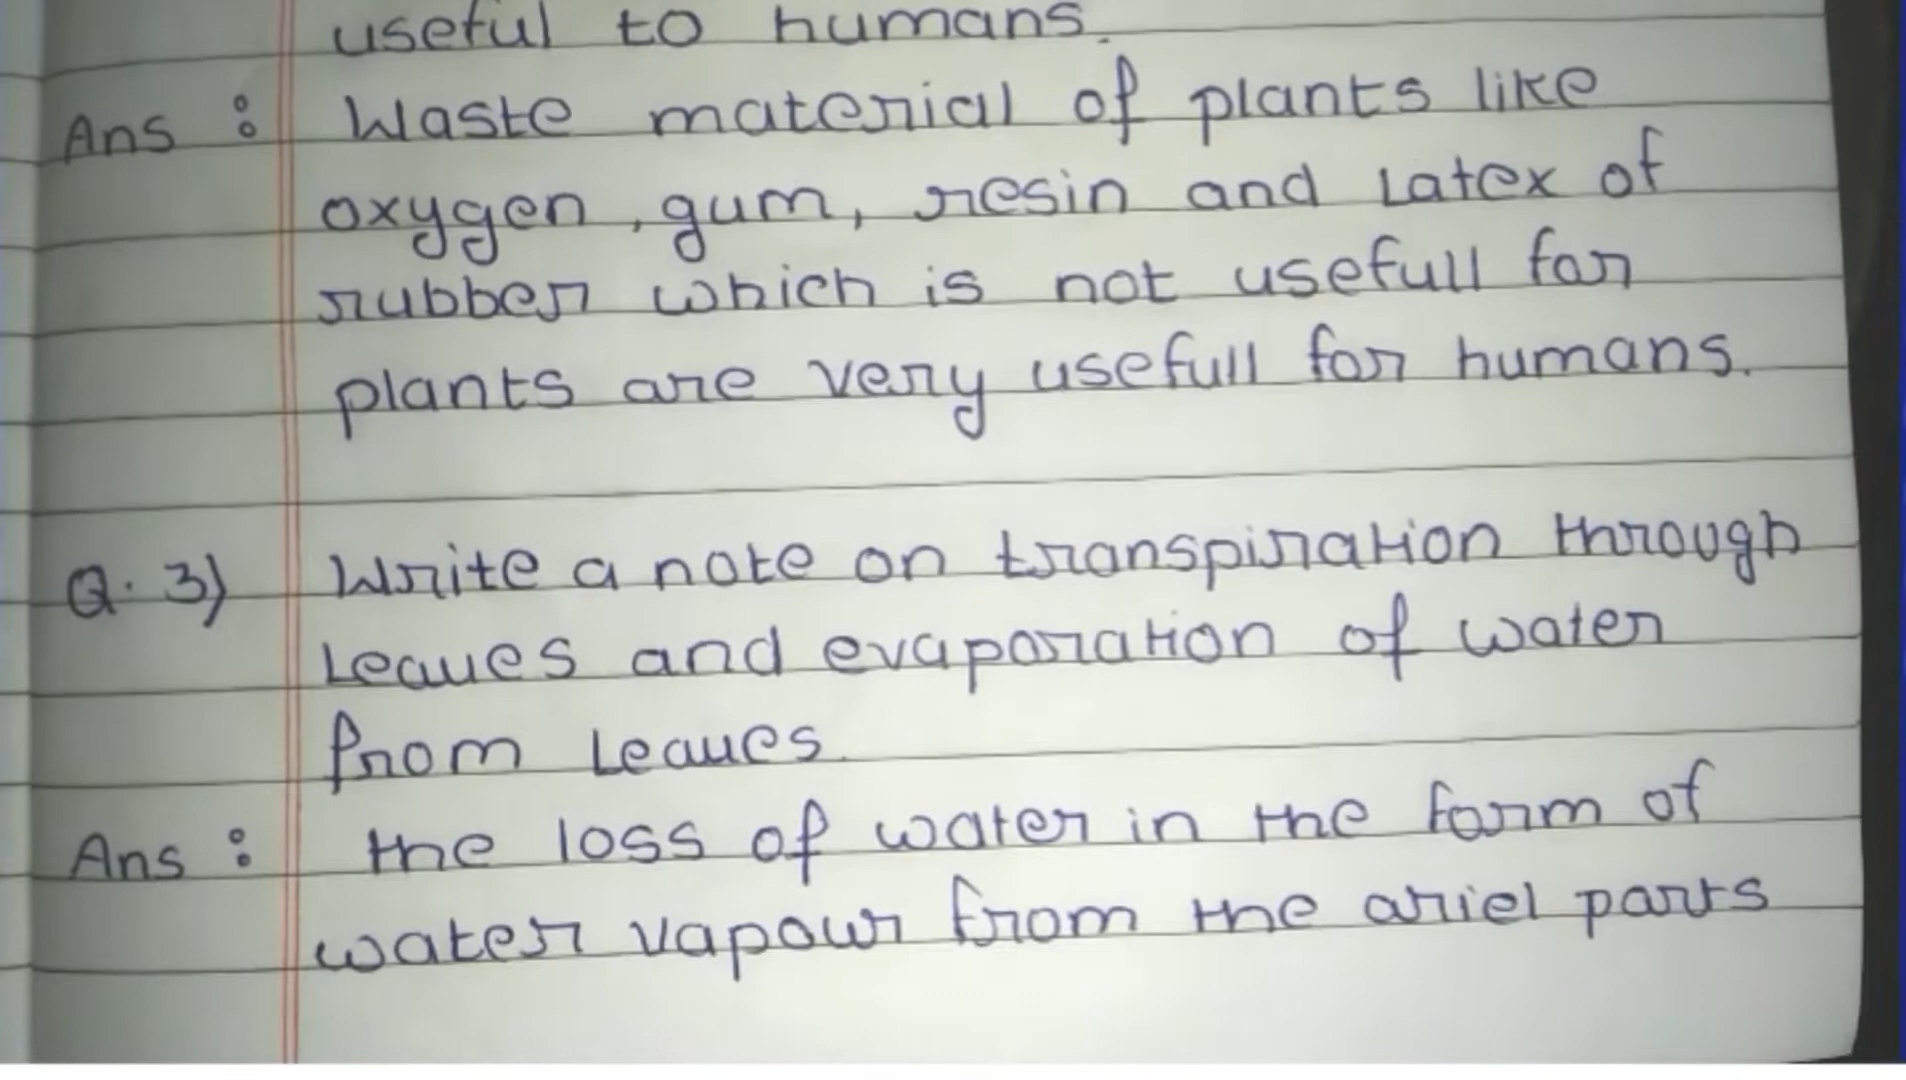 useful to humans.
Ans : Waste material of plants like
oxygen, gum, resin and Latex of
rubber which is not usefull for
plants are very usefull for humans.
Q. 3) Write a note on transpiration through
Leaves and evaporation of water
from Leaves.
Ans : the loss of water in the form of
water vapour from the ariel parts